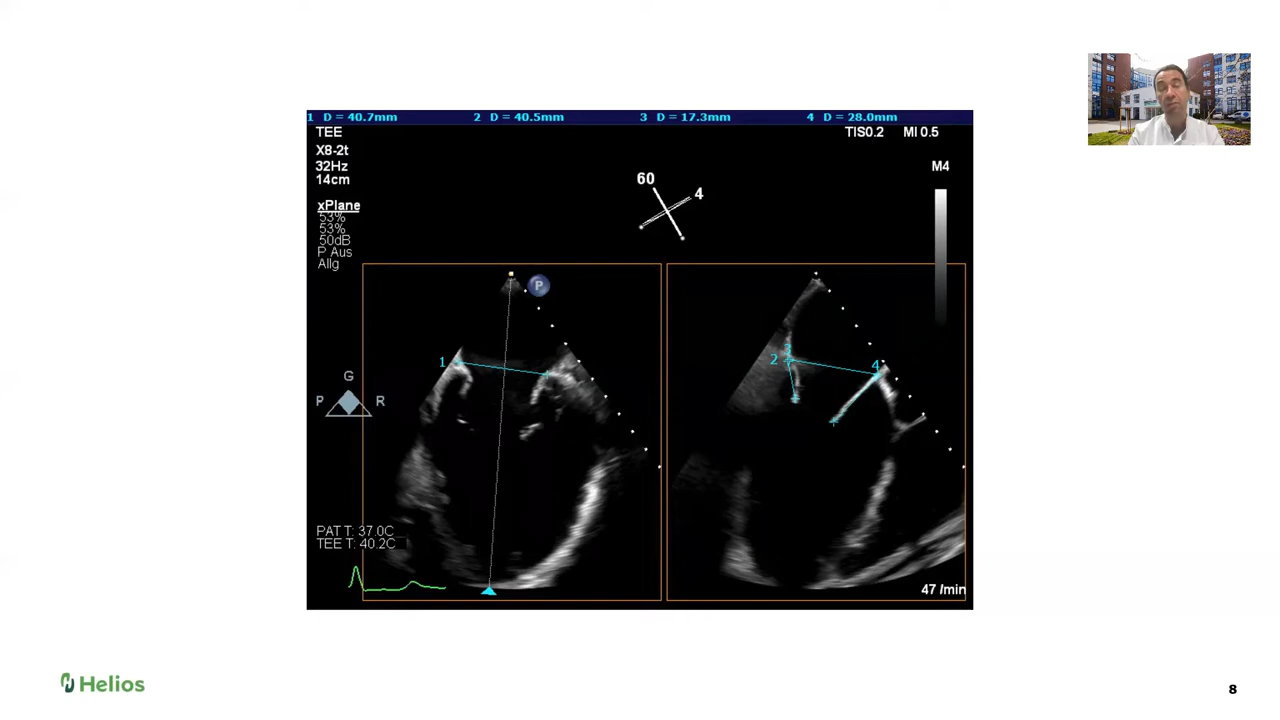 1 D = 40.7mm 2 D = 40.5mm 3 D = 17.3mm 4 D = 28.0mm
TEE
TIS0.2 MI 0.5
X8-2t
32Hz
14cm
M4
60
4
xPlane
53%
53%
50dB
P Aus
Allg
P
1
2
3
4
G
P R
PAT T: 37.0C
TEE T: 40.2C
47 /min
Helios
8